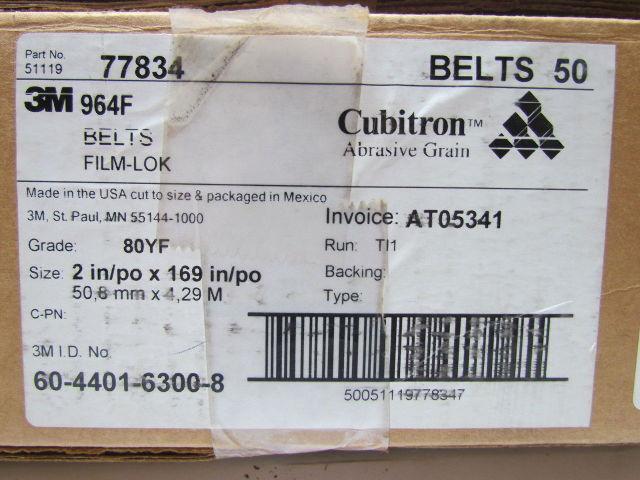 Part No.
51119 77834 BELTS 50
3M 964F
BELTS
FILM-LOK
Cubitron™
Abrasive Grain
Made in the USA cut to size & packaged in Mexico
3M, St. Paul, MN 55144-1000
Invoice: AT05341
Grade: 80YF
Run: TI1
Size: 2 in/po x 169 in/po
Backing:
50,8 mm x 4,29 M
Type:
C-PN:
3M I.D. No.
60-4401-6300-8
50051119778347